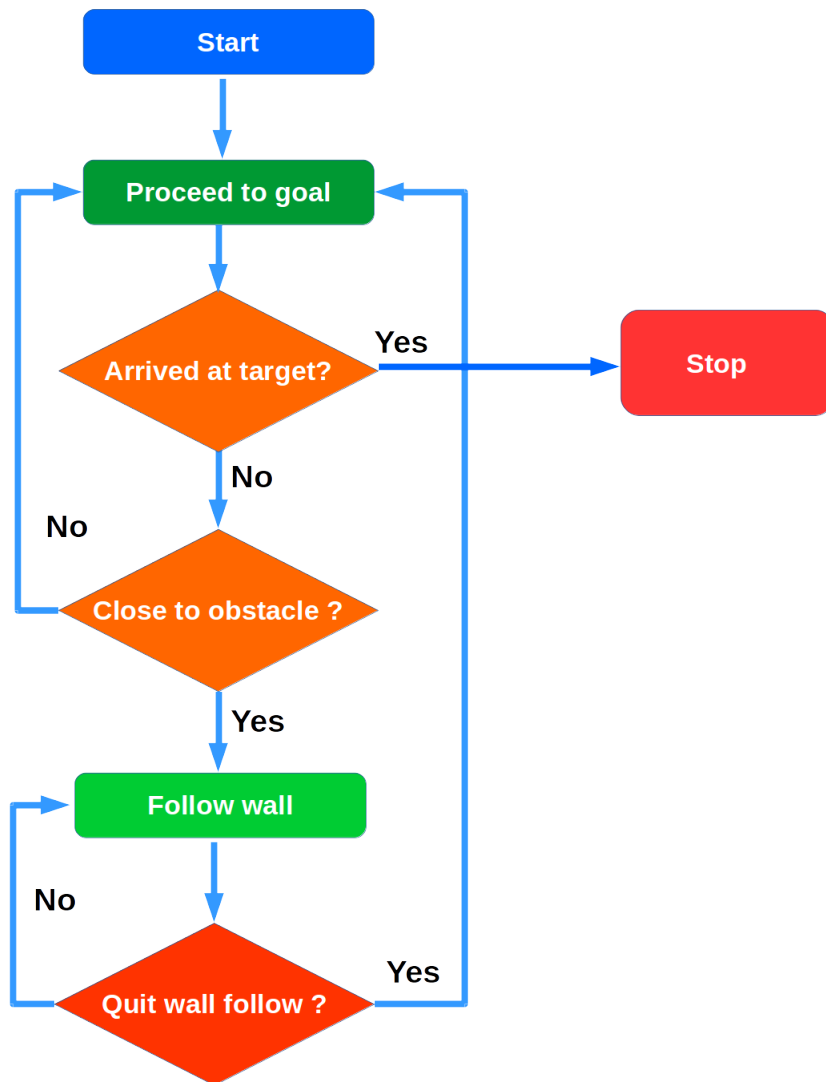 Start
Proceed to goal
Yes
Arrived at target?
Stop
No
No
Close to obstacle ?
Yes
Follow wall
No
Yes
Quit wall follow ?